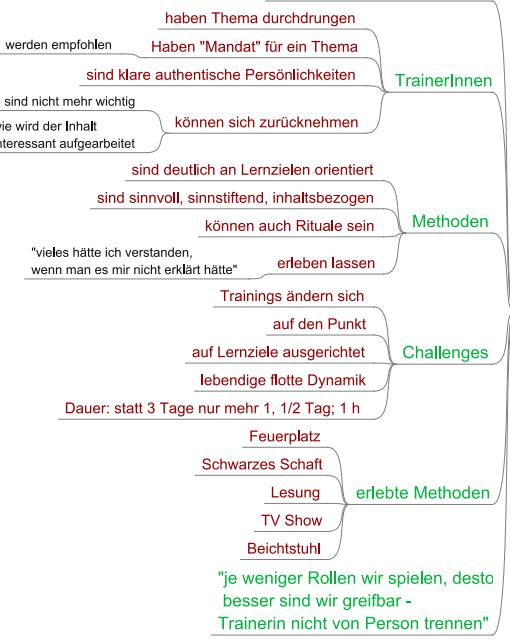 haben Thema durchdrungen
werden empfohlen
Haben "Mandat" für ein Thema
sind klare authentische Persönlichkeiten
TrainerInnen
sind nicht mehr wichtig
wird der Inhalt
aufgearbeitet
können sich zurücknehmen
sind deutlich an Lernzielen orientiert
sind sinnvoll, sinnstiftend, inhaltsbezogen
können auch Rituale sein
Methoden
"vieles hätte ich verstanden,
wenn man es mir nicht erklärt hätte"
erleben lassen
Trainings ändern sich
auf den Punkt
auf Lernziele ausgerichtet
Challenges
lebendige flotte Dynamik
Dauer: statt 3 Tage nur mehr 1, 1/2 Tag; 1 h
Feuerplatz
Schwarzes Schaft
Lesung
erlebte Methoden
TV Show
Beichtstuhl
"je weniger Rollen wir spielen, desto
besser sind wir greifbar -
Trainerin nicht von Person trennen"